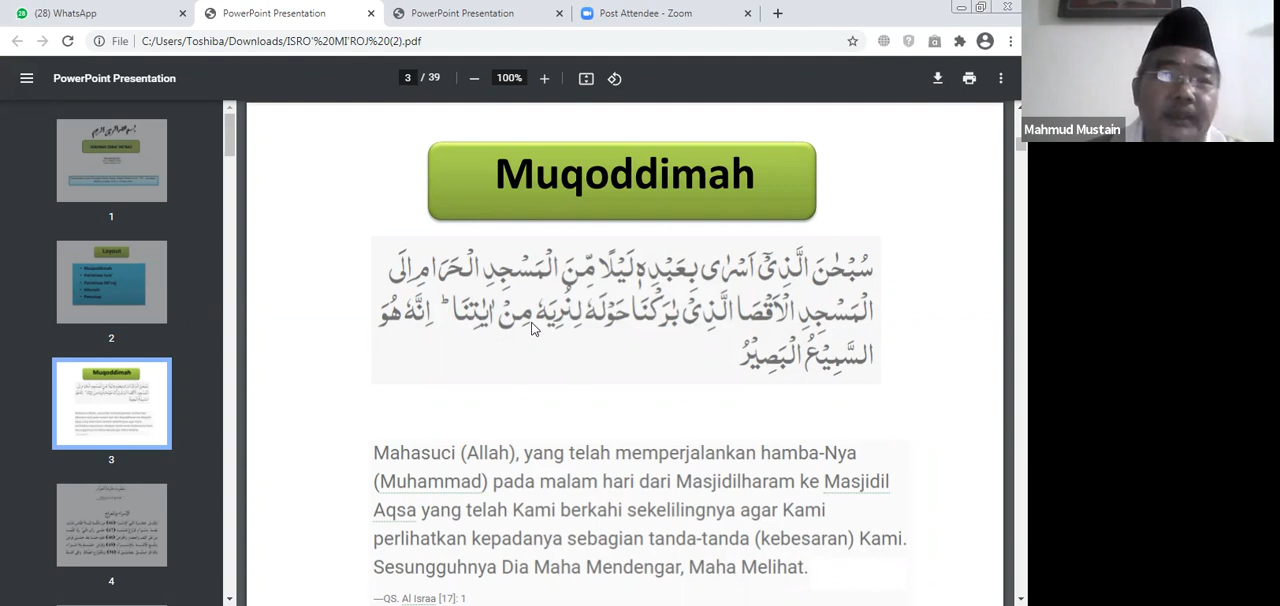 (28) WhatsApp
PowerPoint Presentation
PowerPoint Presentation
Post Attendee - Zoom
File
C:/Users/Toshiba/Downloads/ISRO'%20MI'ROJ%20(2).pdf
PowerPoint Presentation
3 / 39
100%
Mahmud Mustain
1
Layout
2
Muqoddimah
3
4
Muqoddimah
سُبْحٰنَ الَّذِيْٓ اَسْرٰى بِعَبْدِهٖ لَيْلًا مِّنَ الْمَسْجِدِ الْحَرَامِ اِلَى
الْمَسْجِدِ الْاَقْصَا الَّذِيْ بٰرَكْنَا حَوْلَهٗ لِنُرِيَهٗ مِنْ اٰيٰتِنَاۗ اِنَّهٗ هُوَ
السَّمِيْعُ الْبَصِيْرُ
Mahasuci (Allah), yang telah memperjalankan hamba-Nya
(Muhammad) pada malam hari dari Masjidilharam ke Masjidil
Aqsa yang telah Kami berkahi sekelilingnya agar Kami
perlihatkan kepadanya sebagian tanda-tanda (kebesaran) Kami.
Sesungguhnya Dia Maha Mendengar, Maha Melihat.
—QS. Al Israa [17]: 1